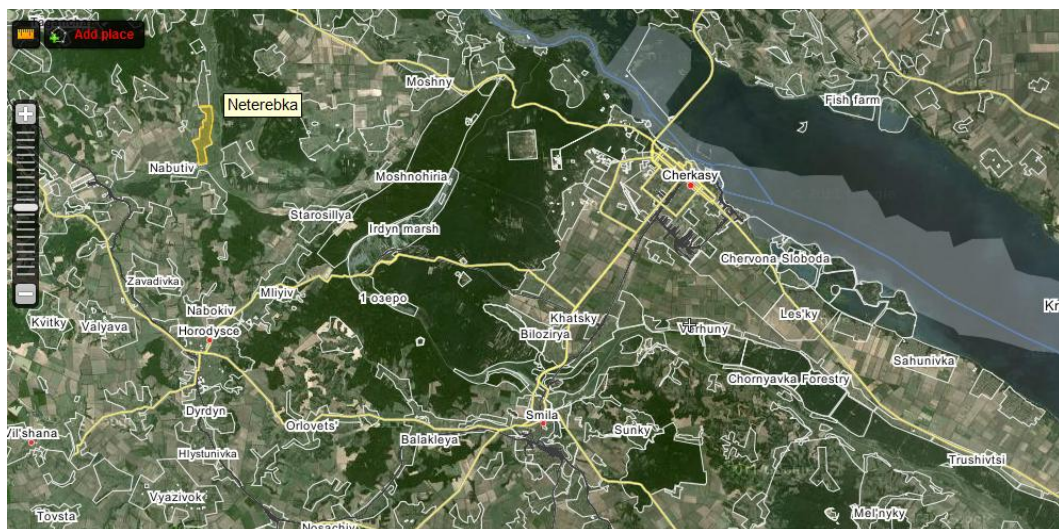 Add place
Moshny
Fish farm
Neterebka
Nabutiv
Moshnohiria
Cherkasy
Starosillya
Irdyn marsh
Chervona Sloboda
Zavadivka
Mliyiv
1 озеро
Nabokiv
Kvitky
Valyava
Horodysce
Khatsky
Les'ky
Bilozirya
Sahunivka
Chornyavka Forestry
Dyrdyn
Orlovets'
Smila
Vil'shana
Balakleya
Sunky
Hlystunivka
Trushivtsi
Vyazivok
Tovsta
Mel'nyky
Nosachiv